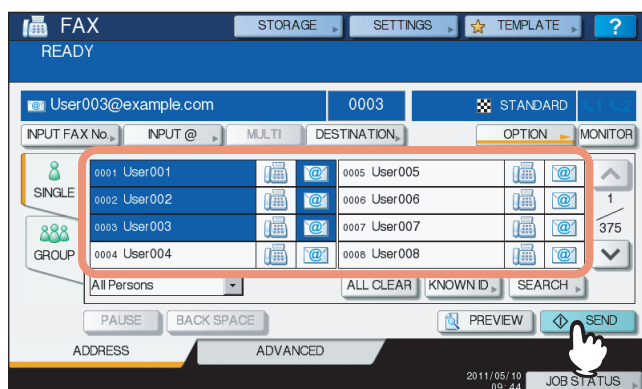 FAX STORAGE SETTINGS TEMPLATE ?
READY
User003@example.com 0003 STANDARD 1 2
INPUT FAX No. INPUT @ MULTI DESTINATION OPTION MONITOR
SINGLE
0001 User001 0005 User005
0002 User002 0006 User006
0003 User003 0007 User007
0004 User004 0008 User008
1
375
GROUP
All Persons ALL CLEAR KNOWN ID SEARCH
PAUSE BACK SPACE PREVIEW SEND
ADDRESS ADVANCED
2011/05/10
09:44
JOB STATUS